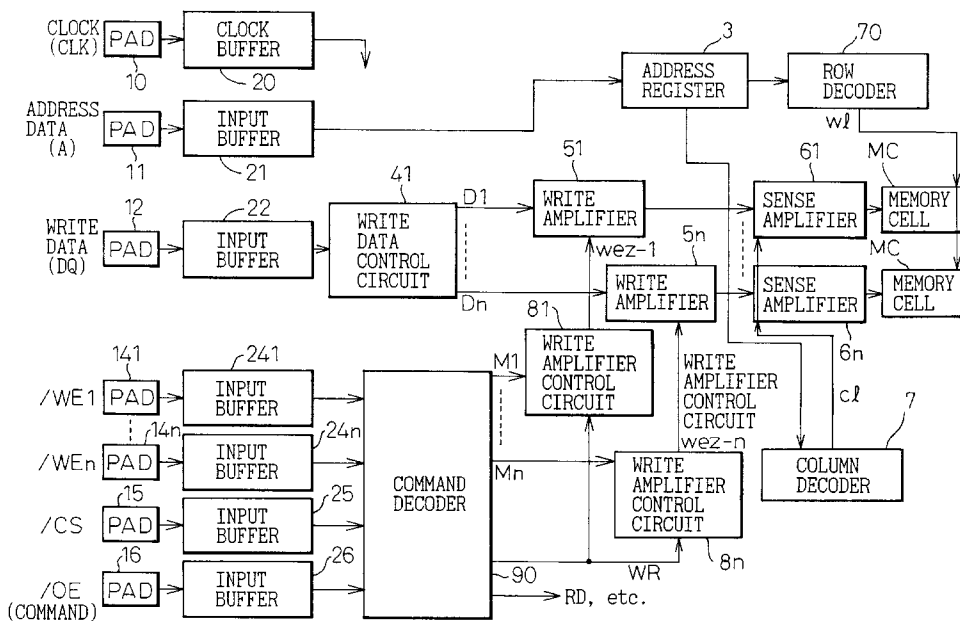 CLOCK
(CLK)
PAD
10
CLOCK
BUFFER
20
3
ADDRESS
REGISTER
70
ROW
DECODER
wl
ADDRESS
DATA
(A)
PAD
11
INPUT
BUFFER
21
WRITE
DATA
(DQ)
12
PAD
22
INPUT
BUFFER
41
WRITE
DATA
CONTROL
CIRCUIT
D1
Dn
51
WRITE
AMPLIFIER
wez-1
5n
WRITE
AMPLIFIER
61
SENSE
AMPLIFIER
MC
MEMORY
CELL
SENSE
AMPLIFIER
6n
MC
MEMORY
CELL
81
WRITE
AMPLIFIER
CONTROL
CIRCUIT
WRITE
AMPLIFIER
CONTROL
CIRCUIT
wez-n
cl
7
COLUMN
DECODER
/WE1
141
PAD
241
INPUT
BUFFER
/WEn
14n
PAD
24n
INPUT
BUFFER
/CS
15
PAD
25
INPUT
BUFFER
/OE
(COMMAND)
16
PAD
26
INPUT
BUFFER
COMMAND
DECODER
90
M1
Mn
WRITE
AMPLIFIER
CONTROL
CIRCUIT
8n
WR
RD, etc.